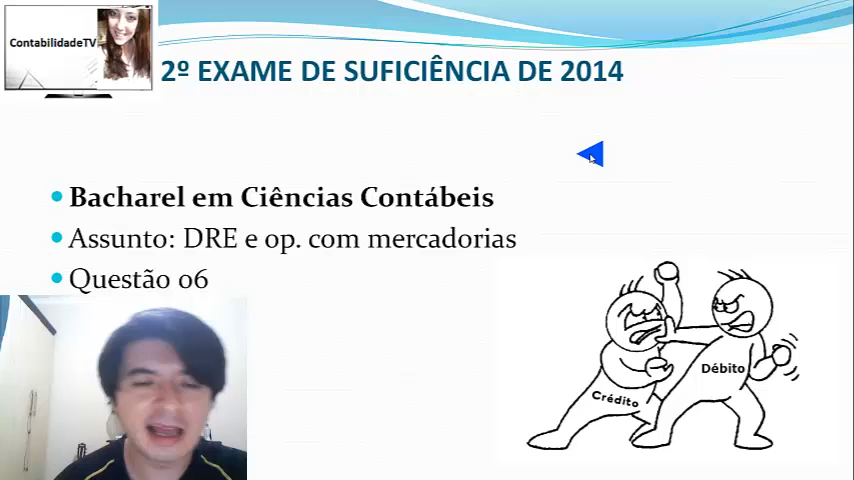 ContabilidadeTV
2º EXAME DE SUFICIÊNCIA DE 2014
Bacharel em Ciências Contábeis
Assunto: DRE e op. com mercadorias
Questão 06
Débito
Crédito